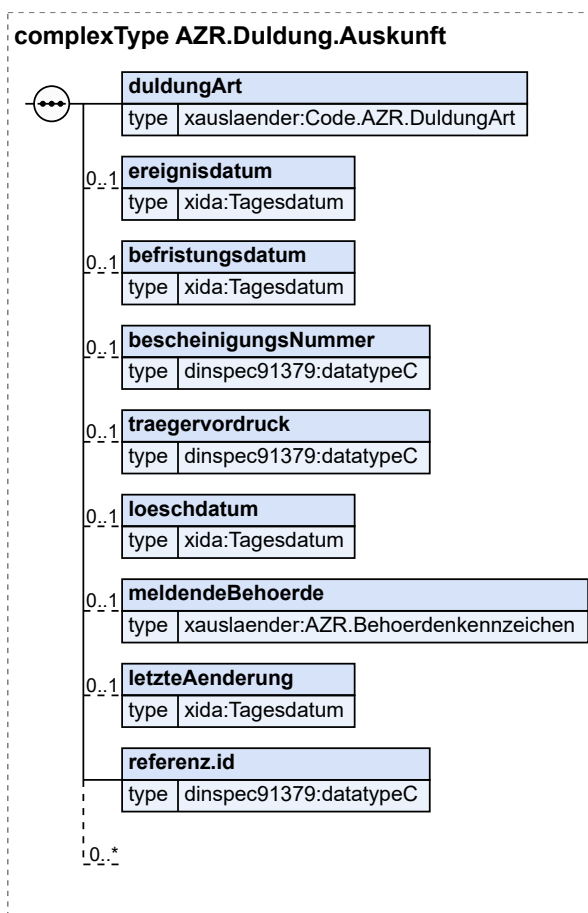 complexType AZR.Duldung.Auskunft
duldungArt
type xauslaender:Code.AZR.DuldungArt
0..1 ereignisdatum
type xida:Tagesdatum
0..1 befristungsdatum
type xida:Tagesdatum
0..1 bescheinigungsNummer
type dinspec91379:datatypeC
0..1 traegervordruck
type dinspec91379:datatypeC
0..1 loeschdatum
type xida:Tagesdatum
0..1 meldendeBehoerde
type xauslaender:AZR.Behoerdenkennzeichen
0..1 letzteAenderung
type xida:Tagesdatum
referenz.id
type dinspec91379:datatypeC
0..*